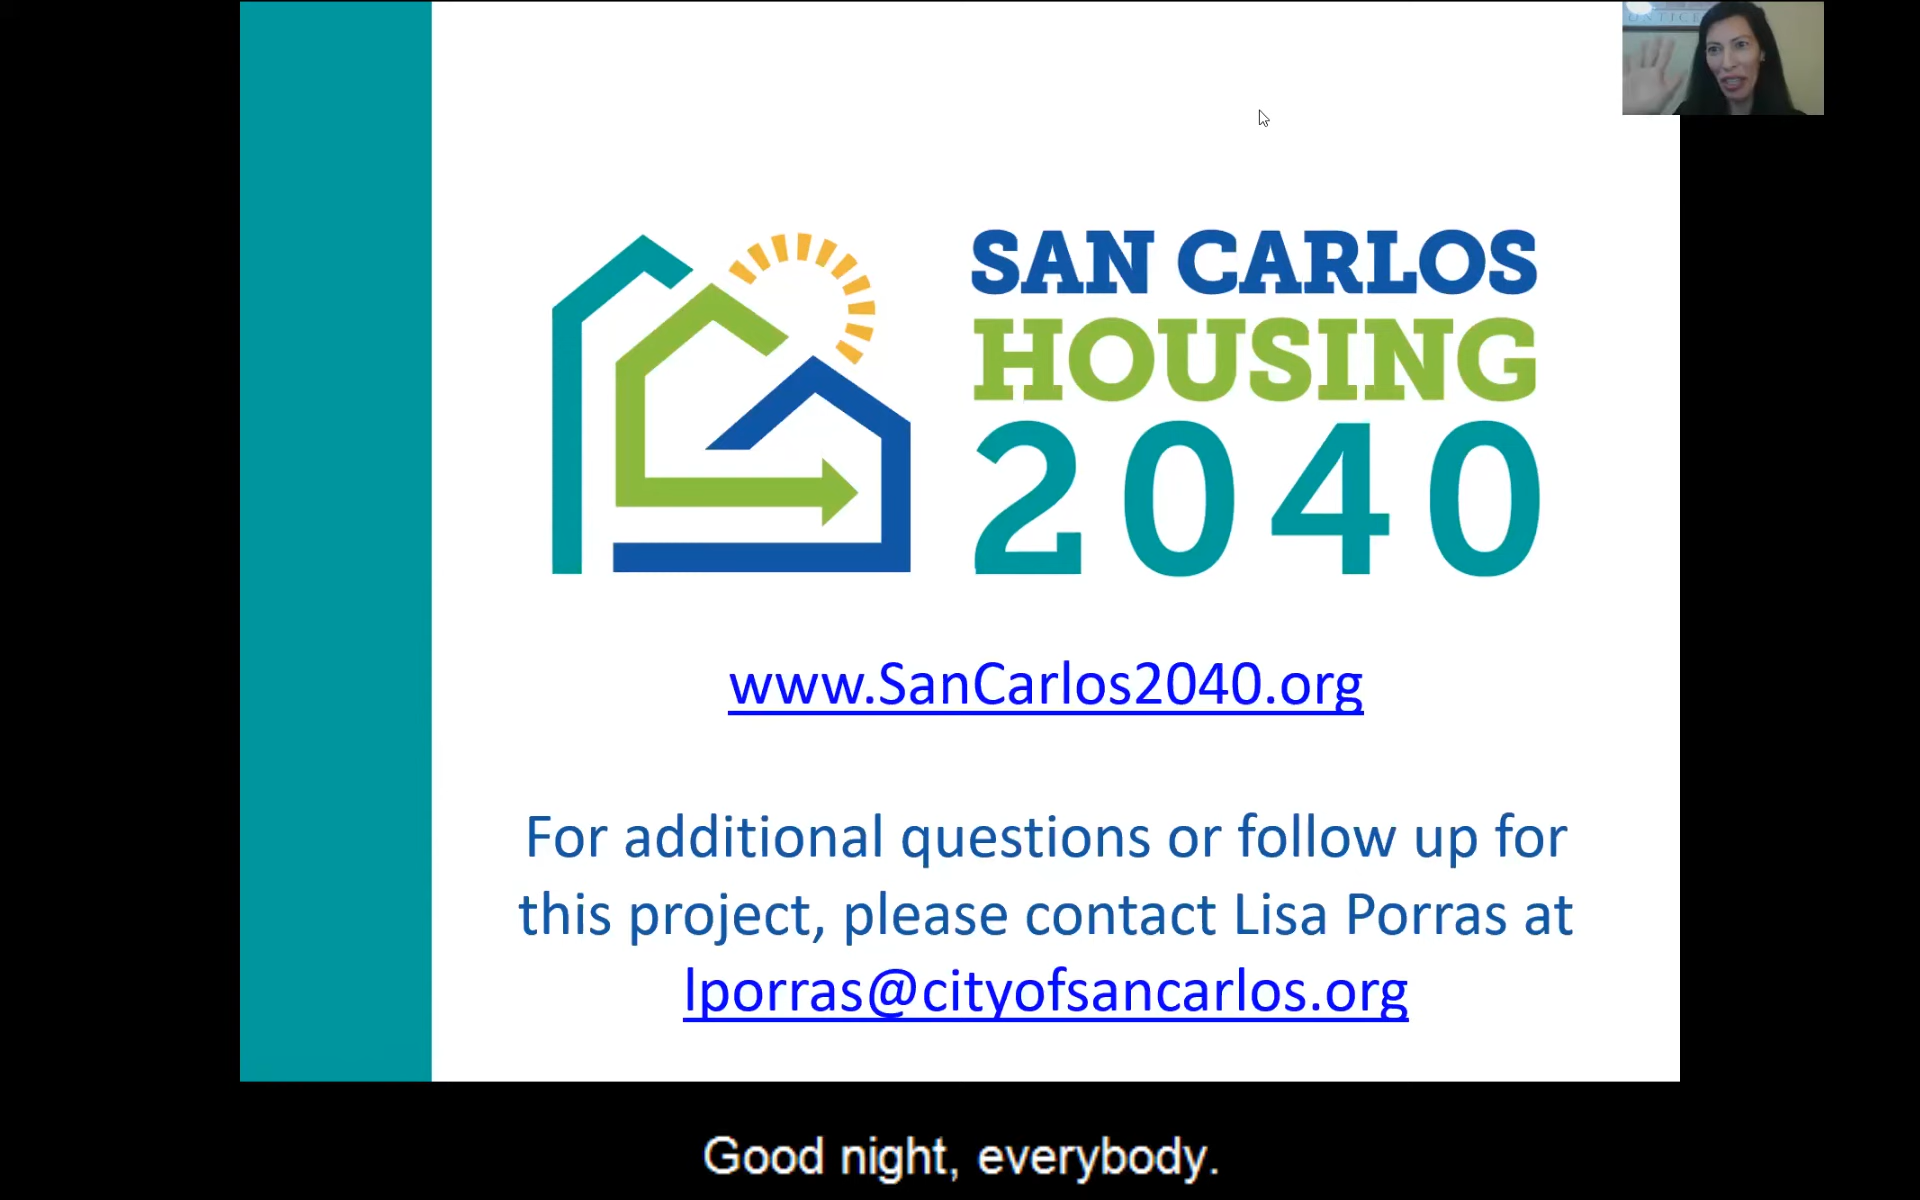 SAN CARLOS
HOUSING
2040
www.SanCarlos2040.org
For additional questions or follow up for
this project, please contact Lisa Porras at
lporras@cityofsancarlos.org
Good night, everybody.